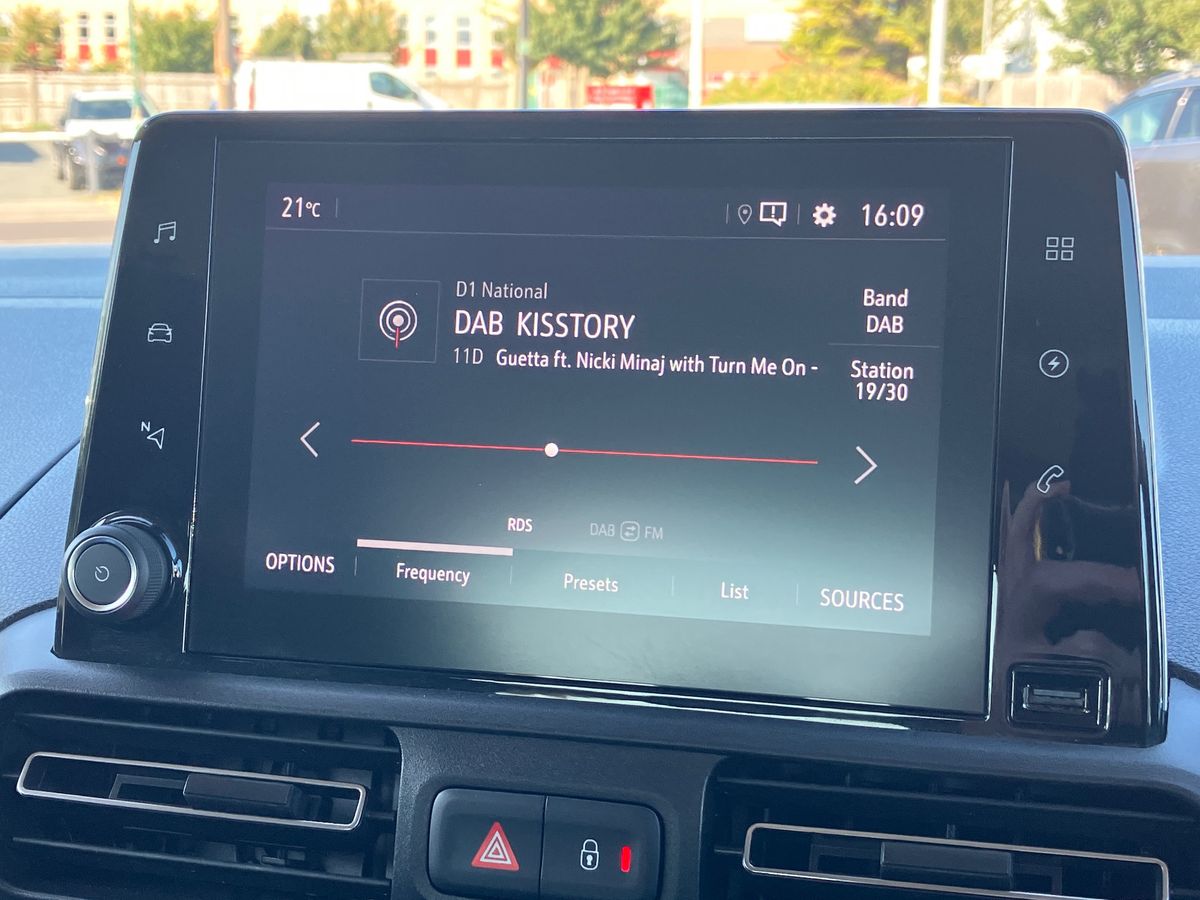 21°C
16:09
D1 National
DAB KISSTORY
11D Guetta ft. Nicki Minaj with Turn Me On -
Band
DAB
Station
19/30
N
RDS
DAB FM
OPTIONS
Frequency
Presets
List
SOURCES